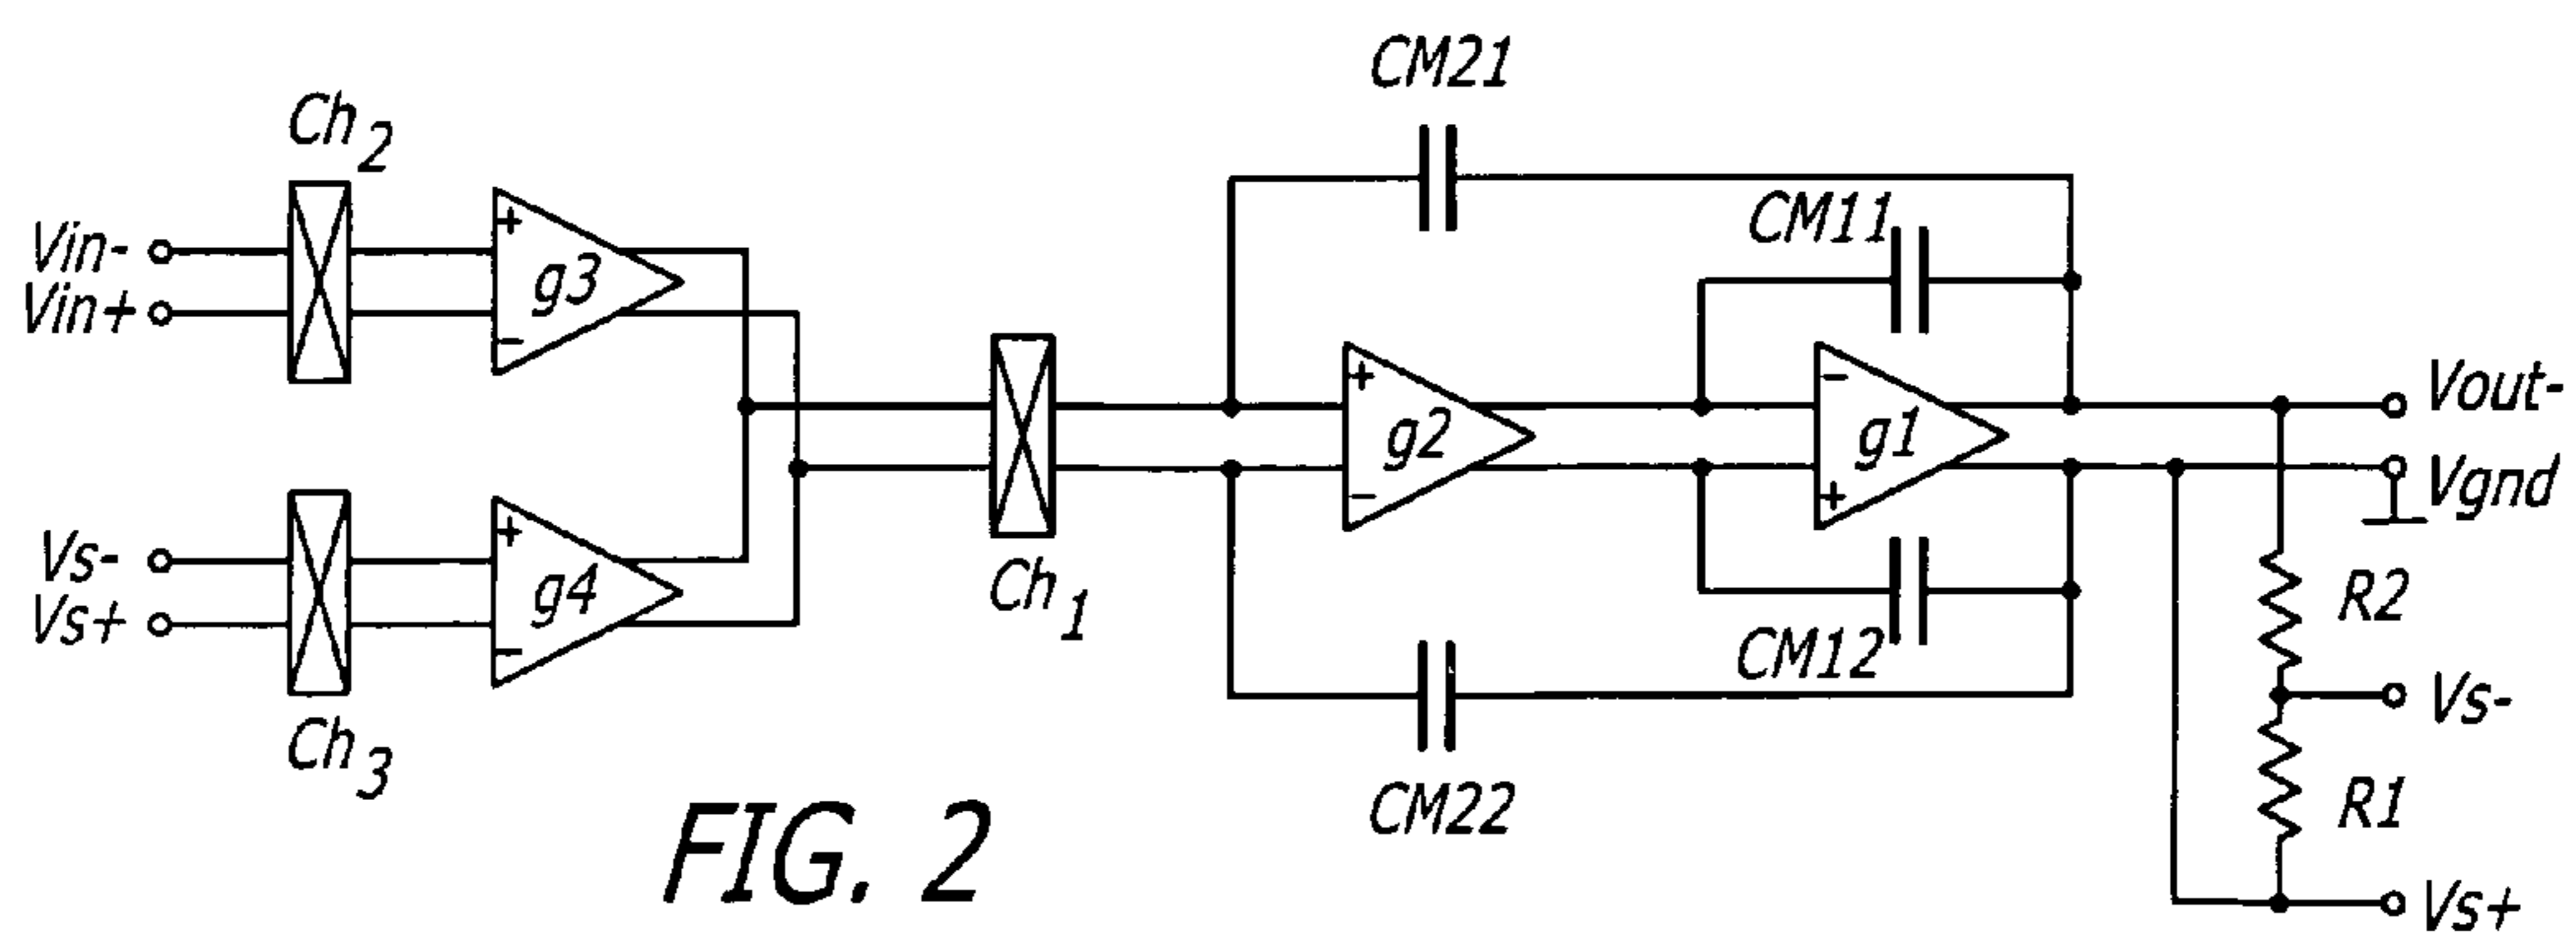 CM21
Ch2
CM11
Vin-
+
g3
Vin+
-
Vout-
+
g2
-
-
g1
+
Vgnd
Vs-
+
g4
Vs+
-
Ch1
R2
CM12
Vs-
Ch3
CM22
R1
FIG. 2
Vs+